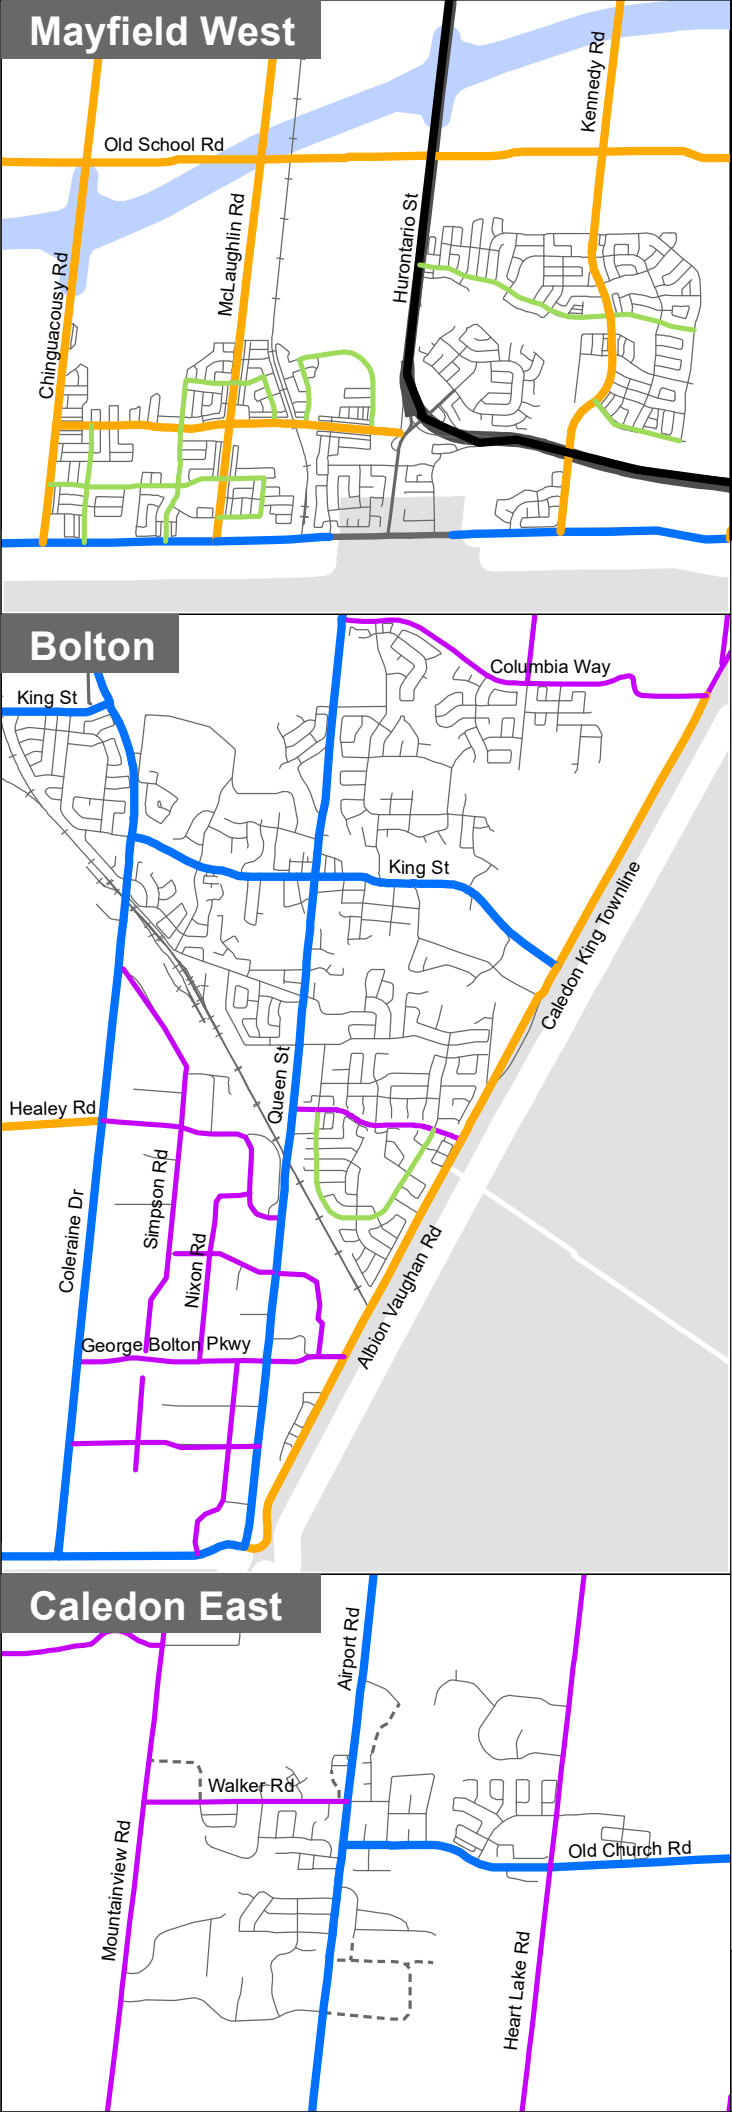 Mayfield West
Old School Rd
Kennedy Rd
McLaughlin Rd
Hurontario St
Chinguacousy Rd
Bolton
Columbia Way
King St
King St
Caledon King Townline
Queen St
Healey Rd
Simpson Rd
Coleraine Dr
Nixon Rd
Albion Vaughan Rd
George Bolton Pkwy
Caledon East
Airport Rd
Walker Rd
Mountainview Rd
Old Church Rd
Heart Lake Rd